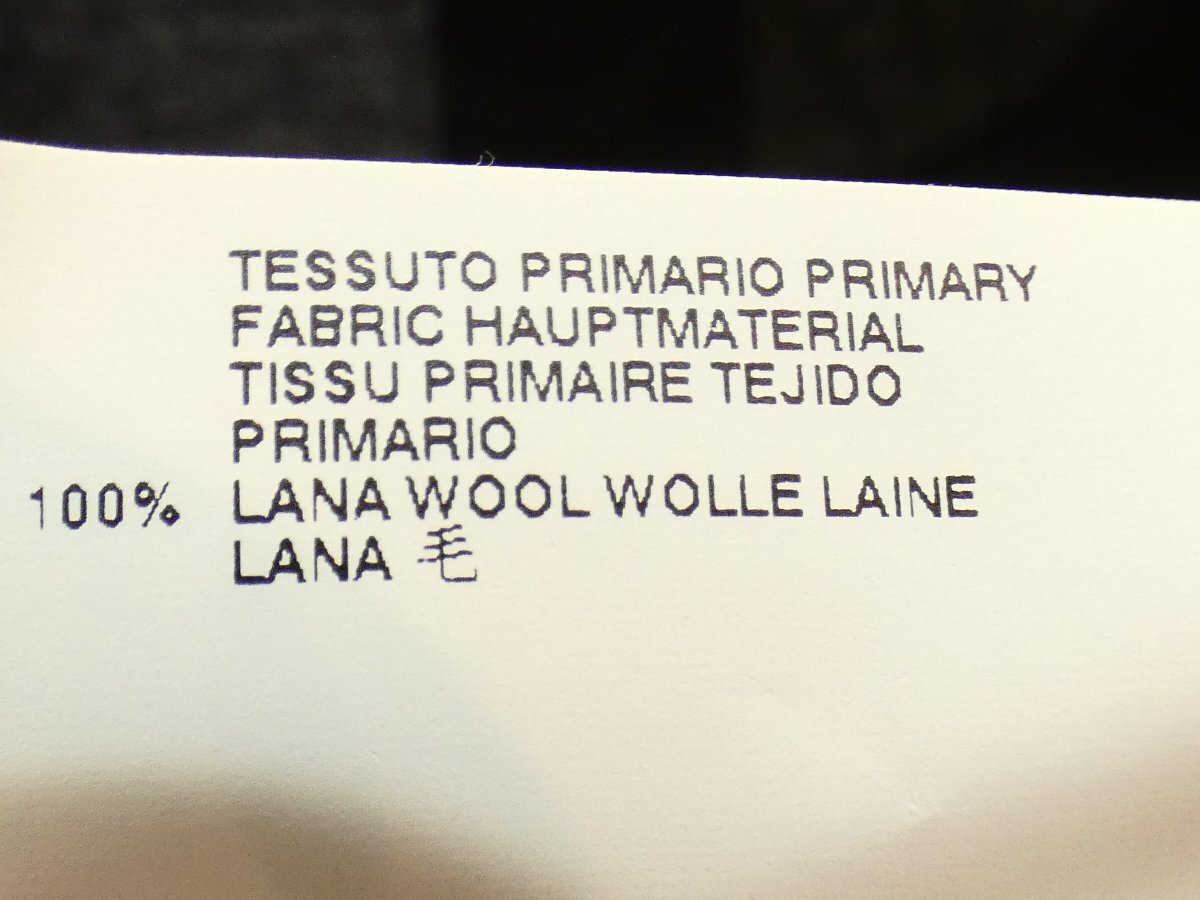 TESSUTO PRIMARIO PRIMARY
FABRIC HAUPTMATERIAL
TISSU PRIMAIRE TEJIDO
PRIMARIO
100% LANA WOOL WOLLE LAINE
LANA 毛